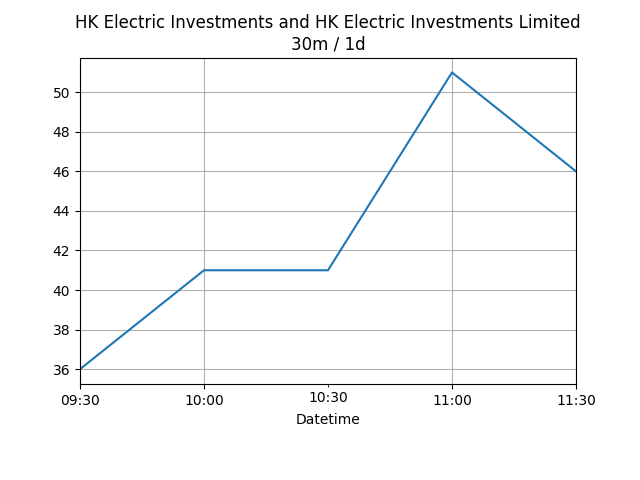 HK Electric Investments and HK Electric Investments Limited
30m / 1d
50
48
46
44
42
40
38
36
09:30 10:00 10:30 11:00 11:30
Datetime